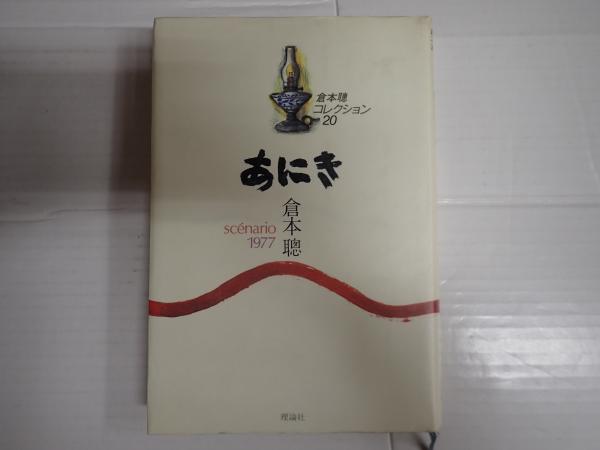 倉本聰
コレクション
20
あにき
倉本聰
scénario
1977
理論社